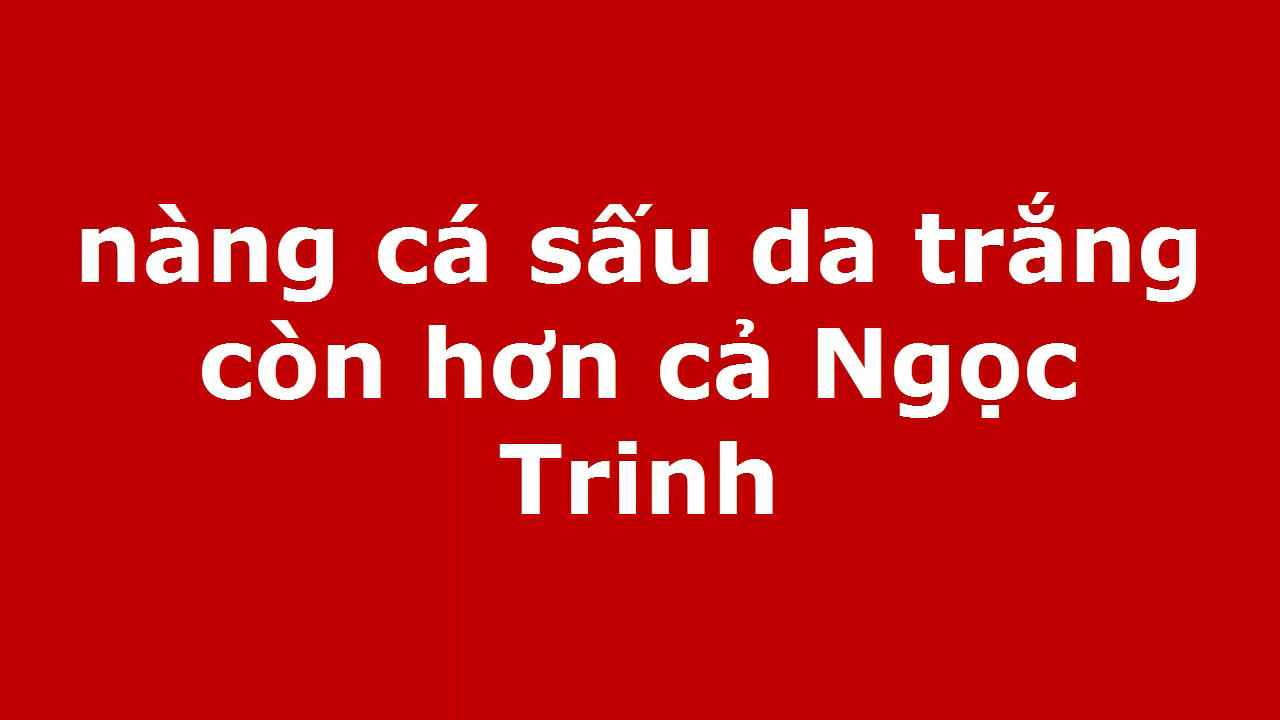 nàng cá sấu da trắng
còn hơn cả Ngọc
Trinh